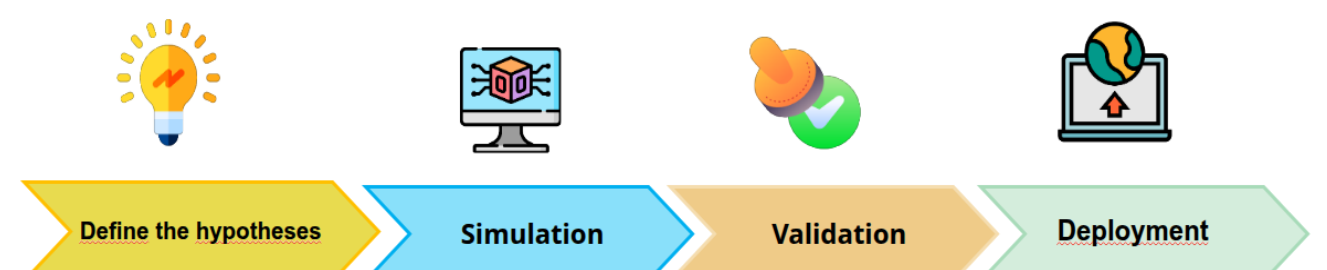 Define the hypotheses
Simulation
Validation
Deployment